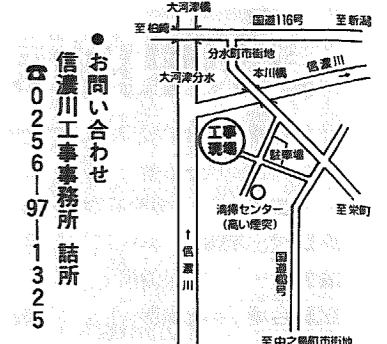 ●お問い合わせ
信濃川工事事務所 詰所
☎0256―97―1325
大河津橋
至柏崎
国道116号
至新潟
分水町市街地
大河津分水
本川橋
信濃川
→
工事
現場
駐車場
清掃センター
(高い煙突)
至栄町
↑信濃川
至中之島町市街地